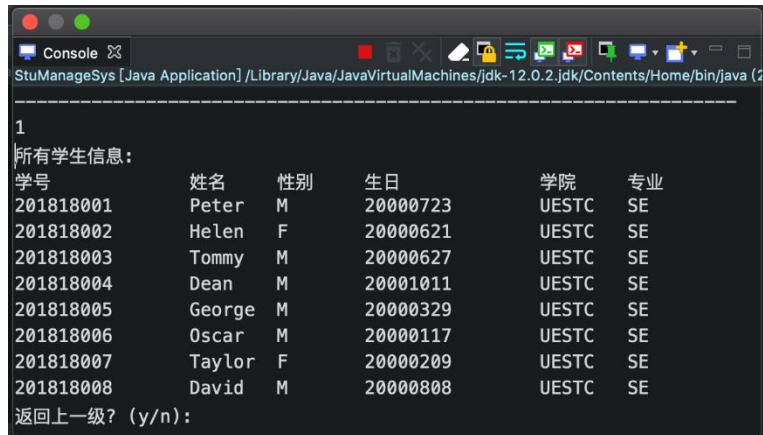 Console
StuManageSys [Java Application] /Library/Java/JavaVirtualMachines/jdk-12.0.2.jdk/Contents/Home/bin/java (2
------------------------------------------------------------------
1
所有学生信息:
学号 姓名 性别 生日 学院 专业
201818001 Peter M 20000723 UESTC SE
201818002 Helen F 20000621 UESTC SE
201818003 Tommy M 20000627 UESTC SE
201818004 Dean M 20001011 UESTC SE
201818005 George M 20000329 UESTC SE
201818006 Oscar M 20000117 UESTC SE
201818007 Taylor F 20000209 UESTC SE
201818008 David M 20000808 UESTC SE
返回上一级? (y/n):